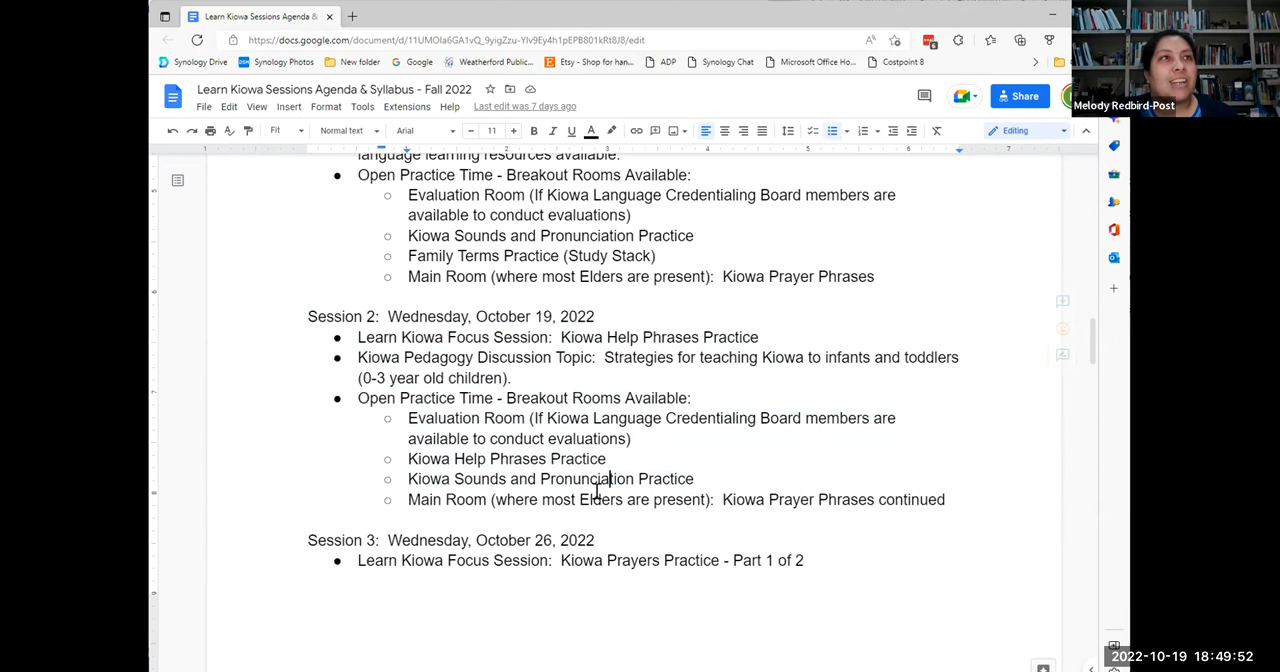 Learn Kiowa Sessions Agenda &
https://docs.google.com/document/d/11UMOIa6GA1vQ_9yigZzu-Ylv9Ey4h1pEPB801kRt8J8/edit
Synology Drive Synology Photos New folder Google Weatherford Public... Etsy - Shop for han... ADP Synology Chat Microsoft Office Ho... Costpoint 8
Learn Kiowa Sessions Agenda & Syllabus - Fall 2022
Share
Melody Redbird-Post
File Edit View Insert Format Tools Extensions Help Last edit was 7 days ago
Fit Normal text Arial 11 B I U A Editing
1 1 2 3 4 5 6 7
language learning resources available.
Open Practice Time - Breakout Rooms Available:
Evaluation Room (If Kiowa Language Credentialing Board members are
available to conduct evaluations)
Kiowa Sounds and Pronunciation Practice
Family Terms Practice (Study Stack)
Main Room (where most Elders are present): Kiowa Prayer Phrases
Session 2: Wednesday, October 19, 2022
Learn Kiowa Focus Session: Kiowa Help Phrases Practice
Kiowa Pedagogy Discussion Topic: Strategies for teaching Kiowa to infants and toddlers
(0-3 year old children).
Open Practice Time - Breakout Rooms Available:
Evaluation Room (If Kiowa Language Credentialing Board members are
available to conduct evaluations)
Kiowa Help Phrases Practice
Kiowa Sounds and Pronunciation Practice
Main Room (where most Elders are present): Kiowa Prayer Phrases continued
Session 3: Wednesday, October 26, 2022
Learn Kiowa Focus Session: Kiowa Prayers Practice - Part 1 of 2
2022-10-19 18:49:52